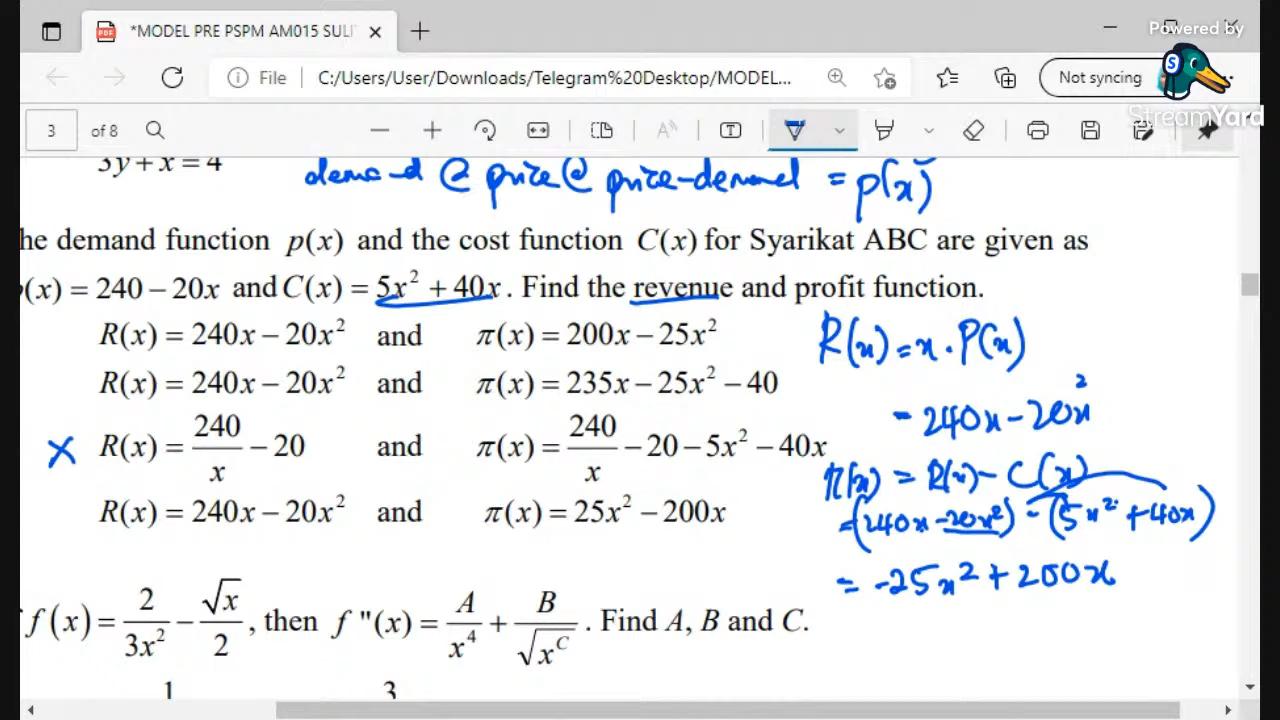 Powered by
*MODEL PRE PSPM AM015 SULI
File C:/Users/User/Downloads/Telegram%20Desktop/MODEL... Not syncing
StreamYard
3 of 8
3y + x = 4
demand @ price @ price-demand = p(x)
he demand function p(x) and the cost function C(x) for Syarikat ABC are given as
p(x) = 240 − 20x and C(x) = 5x² + 40x. Find the revenue and profit function.
R(x) = 240x − 20x² and π(x) = 200x − 25x²
R(x) = x · P(x)
R(x) = 240x − 20x² and π(x) = 235x − 25x² − 40
= 240x − 20x²
X R(x) = 240/x − 20 and π(x) = 240/x − 20 − 5x² − 40x
π(x) = R(x) − C(x)
R(x) = 240x − 20x² and π(x) = 25x² − 200x
= (240x − 20x²) − (5x² + 40x)
= −25x² + 200x
f(x) = 2/3x² − √x/2, then f "(x) = A/x⁴ + B/√x^C. Find A, B and C.
1 3